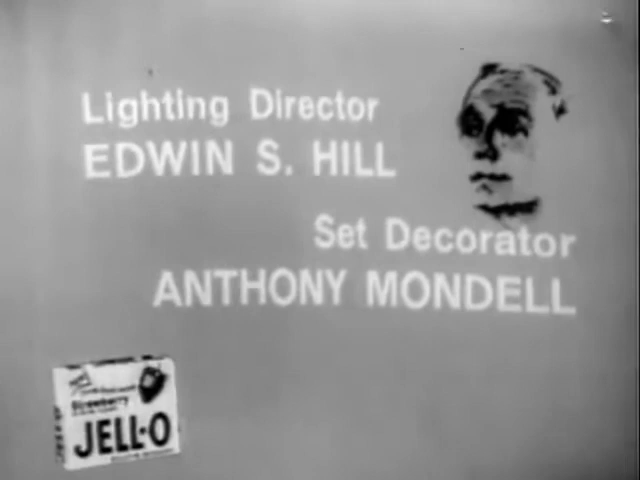 Lighting Director
EDWIN S. HILL
Set Decorator
ANTHONY MONDELL
Strawberry
JELL-O